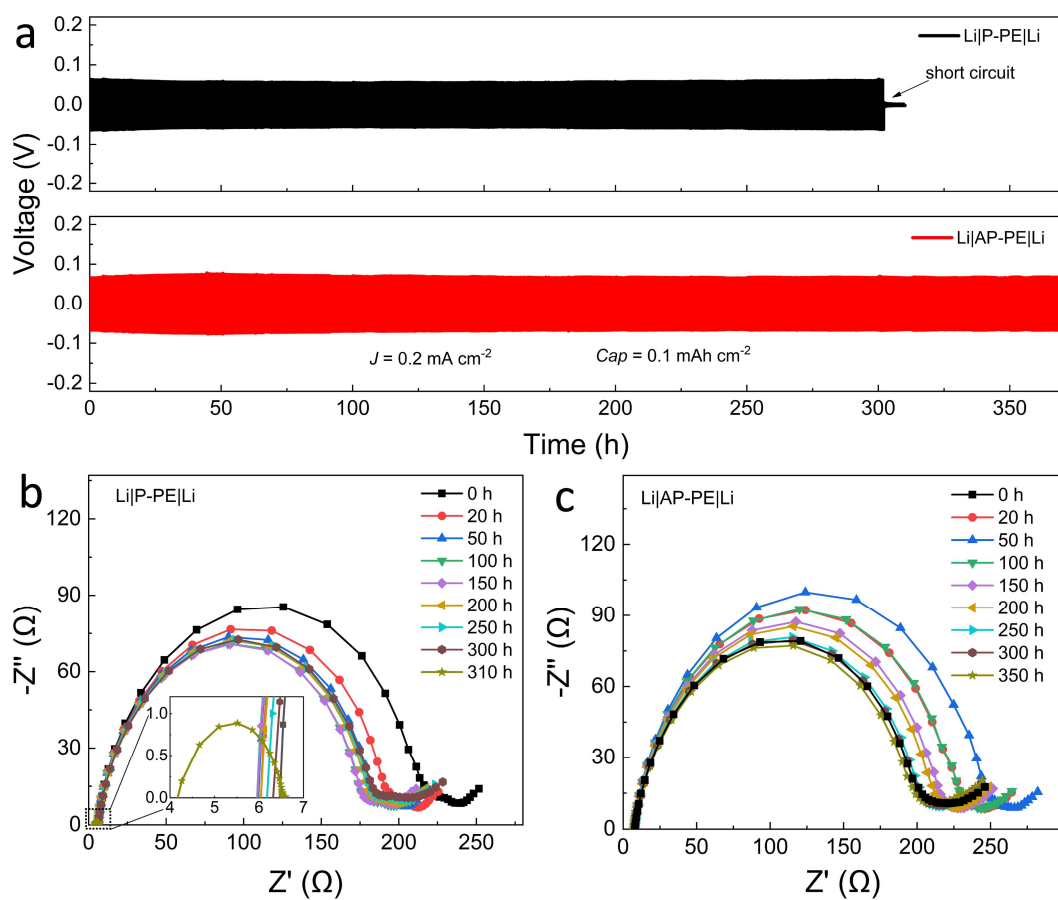 a
Voltage (V)
0.2
0.1
0.0
-0.1
-0.2
Li|P-PE|Li
short circuit
0.2
0.1
0.0
-0.1
-0.2
Li|AP-PE|Li
J = 0.2 mA cm-2
Cap = 0.1 mAh cm-2
0 50 100 150 200 250 300 350
Time (h)
b
Li|P-PE|Li
-Z'' (Ω)
120
90
60
30
0
0 h
20 h
50 h
100 h
150 h
200 h
250 h
300 h
310 h
1.0
0.5
0.0
4 5 6 7
0 50 100 150 200 250
Z' (Ω)
c
Li|AP-PE|Li
-Z'' (Ω)
120
90
60
30
0
0 h
20 h
50 h
100 h
150 h
200 h
250 h
300 h
350 h
0 50 100 150 200 250
Z' (Ω)